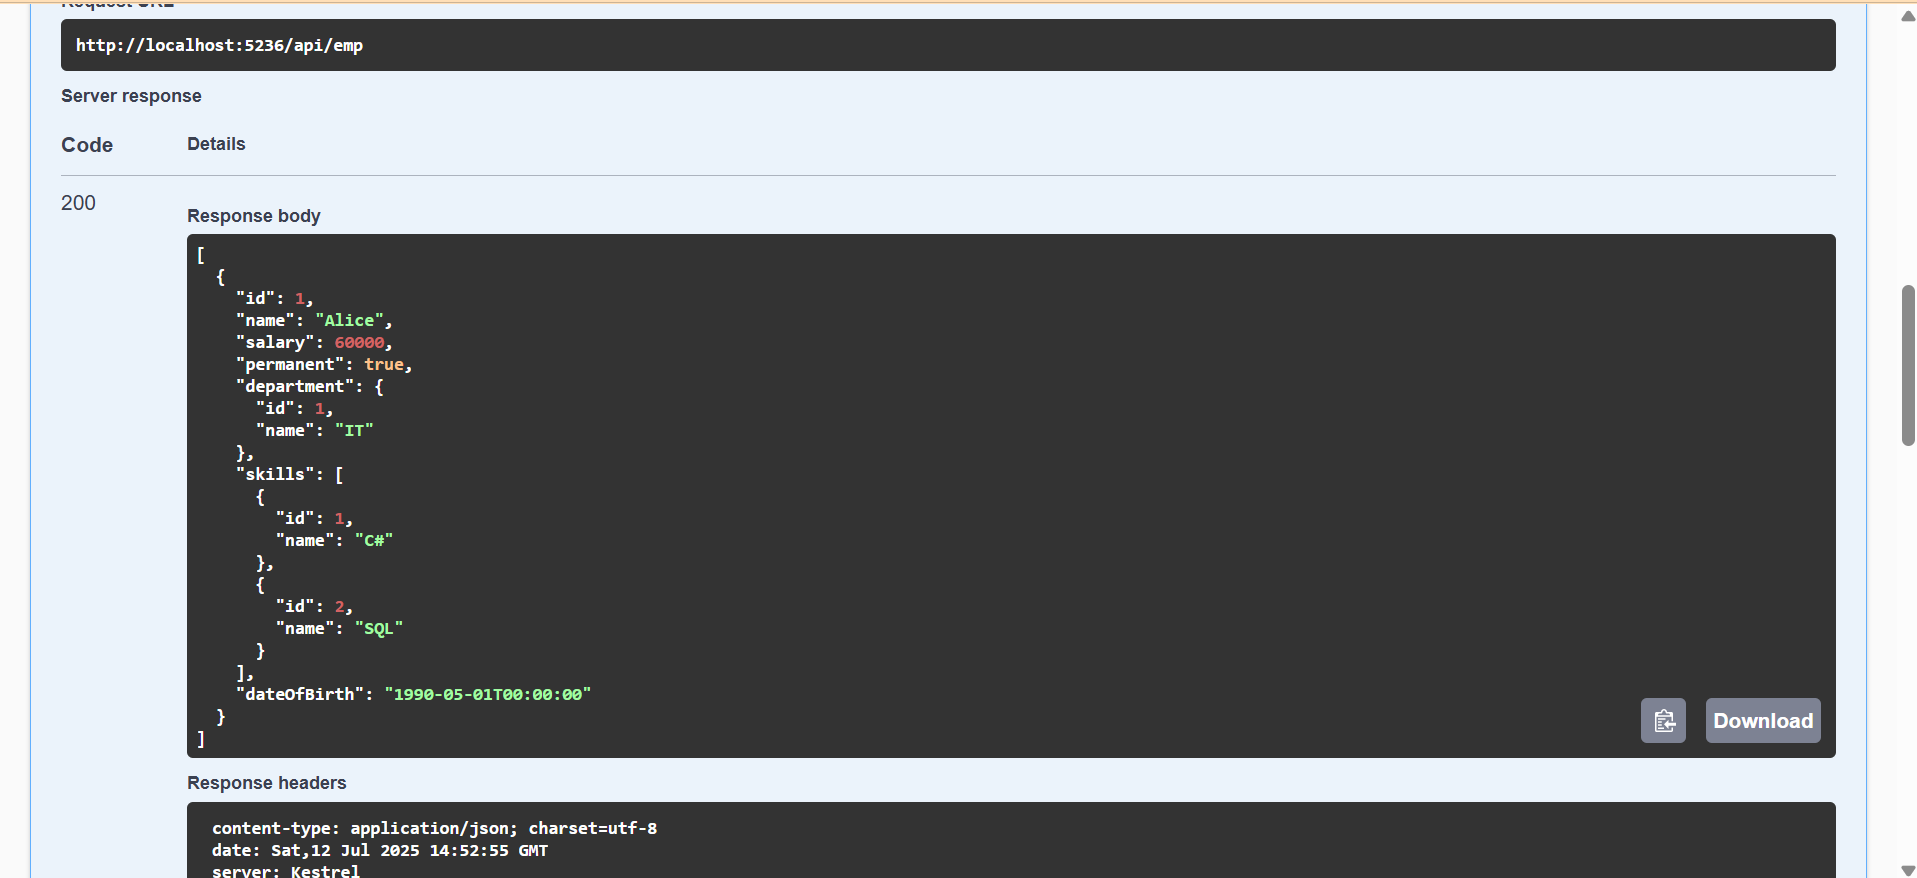 Request URL
http://localhost:5236/api/emp
Server response
Code Details
200
Response body
[
  {
    "id": 1,
    "name": "Alice",
    "salary": 60000,
    "permanent": true,
    "department": {
      "id": 1,
      "name": "IT"
    },
    "skills": [
      {
        "id": 1,
        "name": "C#"
      },
      {
        "id": 2,
        "name": "SQL"
      }
    ],
    "dateOfBirth": "1990-05-01T00:00:00"
  }
]
Download
Response headers
content-type: application/json; charset=utf-8
date: Sat,12 Jul 2025 14:52:55 GMT
server: Kestrel